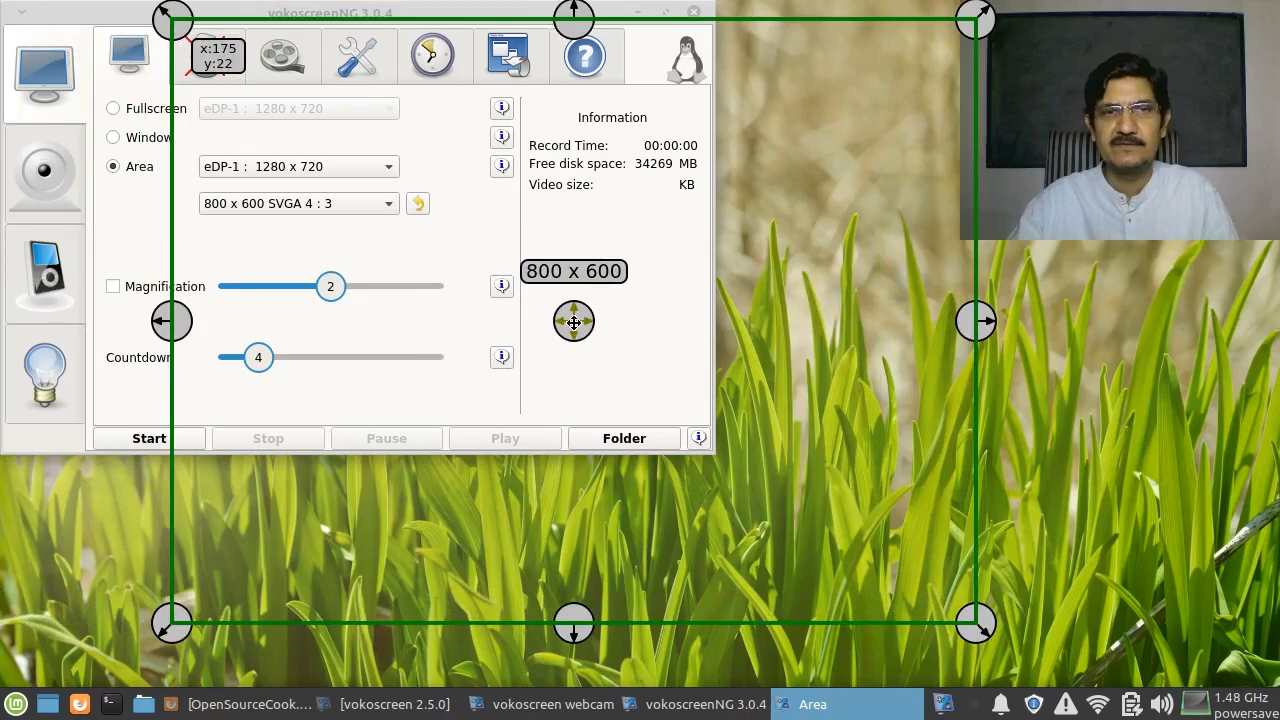 vokoscreenNG 3.0.4
x:175
y:22
Fullscreen
eDP-1 : 1280 x 720
Window
Area
eDP-1 : 1280 x 720
800 x 600 SVGA 4 : 3
Magnification
2
Countdown
4
Information
Record Time: 00:00:00
Free disk space: 34269 MB
Video size: KB
800 x 600
Start
Stop
Pause
Play
Folder
[OpenSourceCook....
[vokoscreen 2.5.0]
vokoscreen webcam
vokoscreenNG 3.0.4
Area
1.48 GHz
powersave